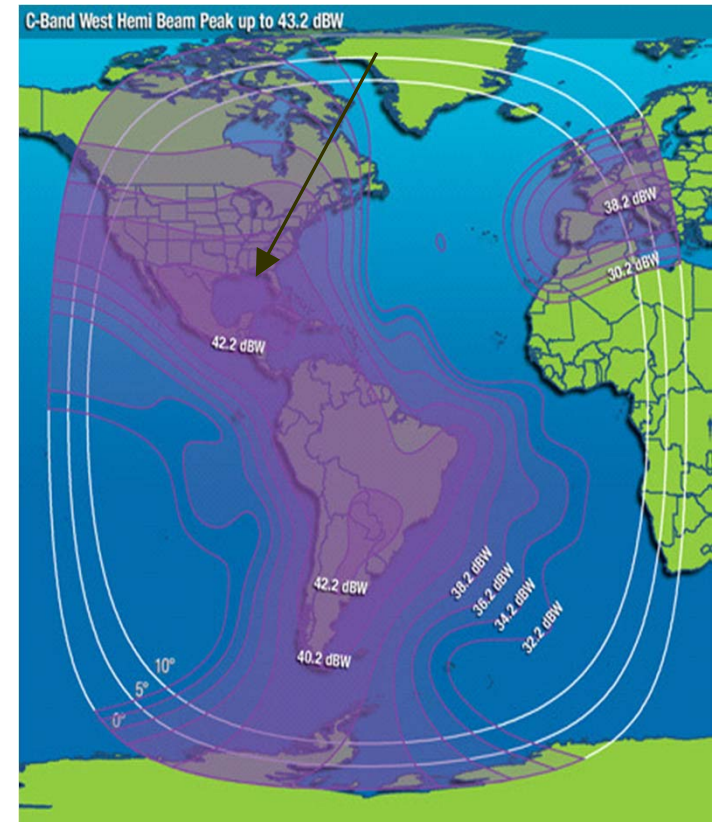 C-Band West Hemi Beam Peak up to 43.2 dBW
38.2 dBW
30.2 dBW
42.2 dBW
38.2 dBW
36.2 dBW
34.2 dBW
32.2 dBW
42.2 dBW
40.2 dBW
10°
5°
0°